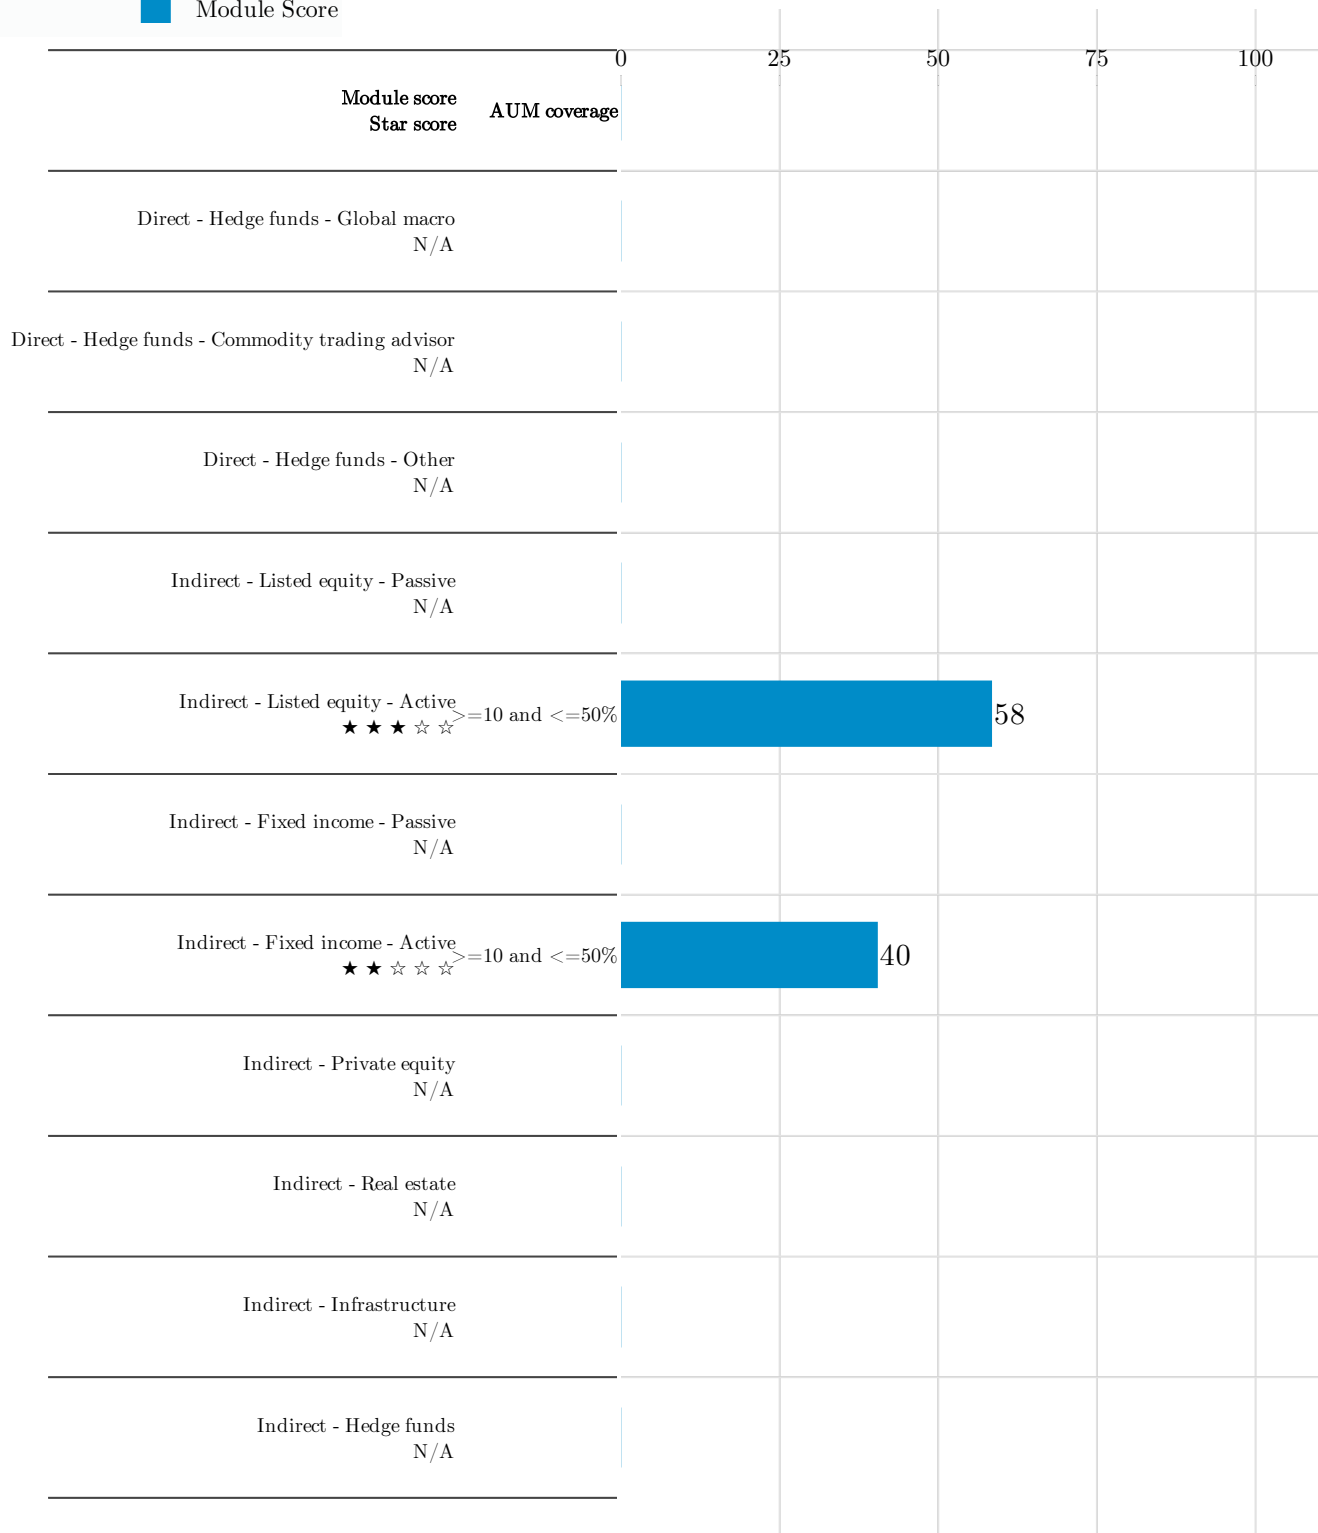 Module Score
0 25 50 75 100
Module score
Star score
AUM coverage
Direct - Hedge funds - Global macro
N/A
Direct - Hedge funds - Commodity trading advisor
N/A
Direct - Hedge funds - Other
N/A
Indirect - Listed equity - Passive
N/A
Indirect - Listed equity - Active
★ ★ ★ ☆ ☆
>=10 and <=50%
58
Indirect - Fixed income - Passive
N/A
Indirect - Fixed income - Active
★ ★ ☆ ☆ ☆
>=10 and <=50%
40
Indirect - Private equity
N/A
Indirect - Real estate
N/A
Indirect - Infrastructure
N/A
Indirect - Hedge funds
N/A